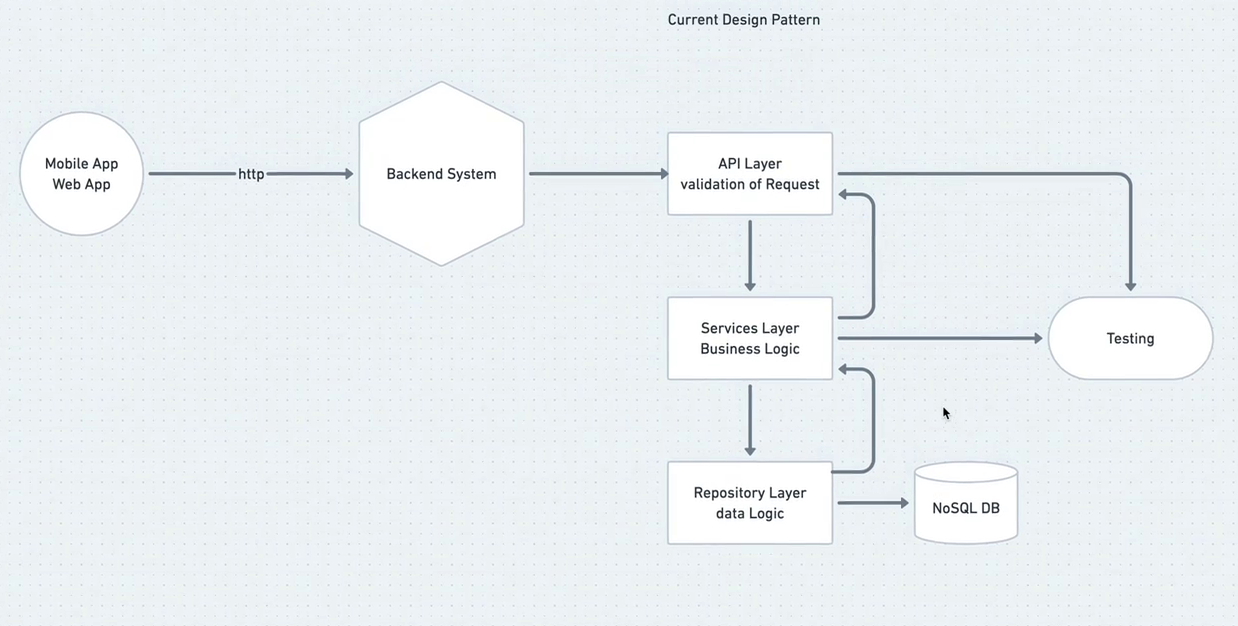 Current Design Pattern
Mobile App
Web App
http
Backend System
API Layer
validation of Request
Services Layer
Business Logic
Testing
Repository Layer
data Logic
NoSQL DB